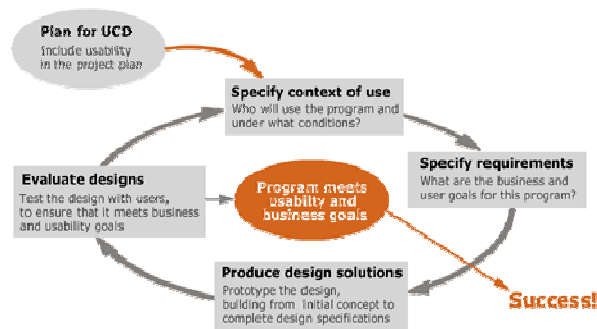 Plan for UCD
Include usability
in the project plan
Specify context of use
Who will use the program and
under what conditions?
Specify requirements
What are the business and
user goals for this program?
Evaluate designs
Test the design with users,
to ensure that it meets business
and usability goals
Program meets
usability and
business goals
Produce design solutions
Prototype the design,
building from initial concept to
complete design specifications
Success!